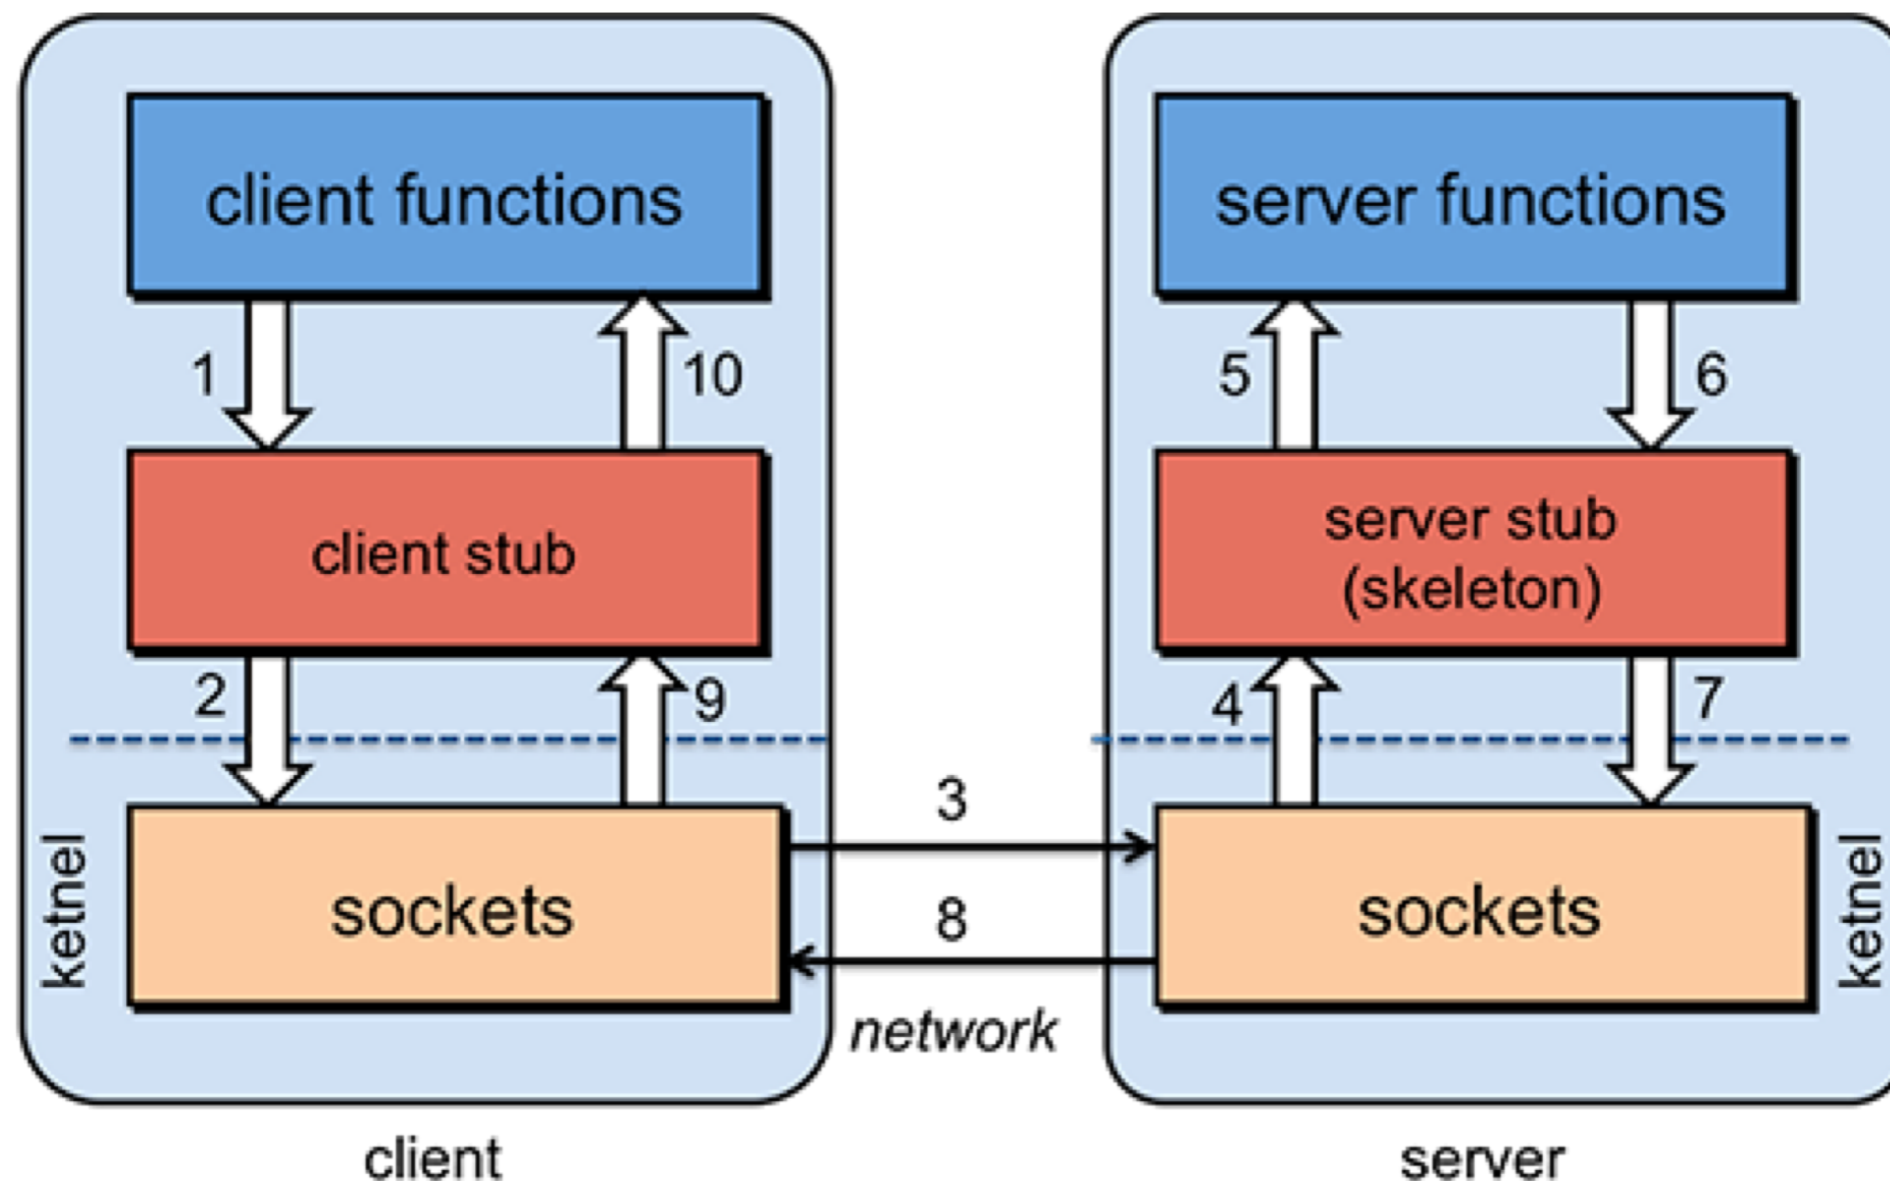 client functions
1
10
client stub
2
9
ketnel
sockets
client
3
8
network
server functions
5
6
server stub
(skeleton)
4
7
sockets
ketnel
server